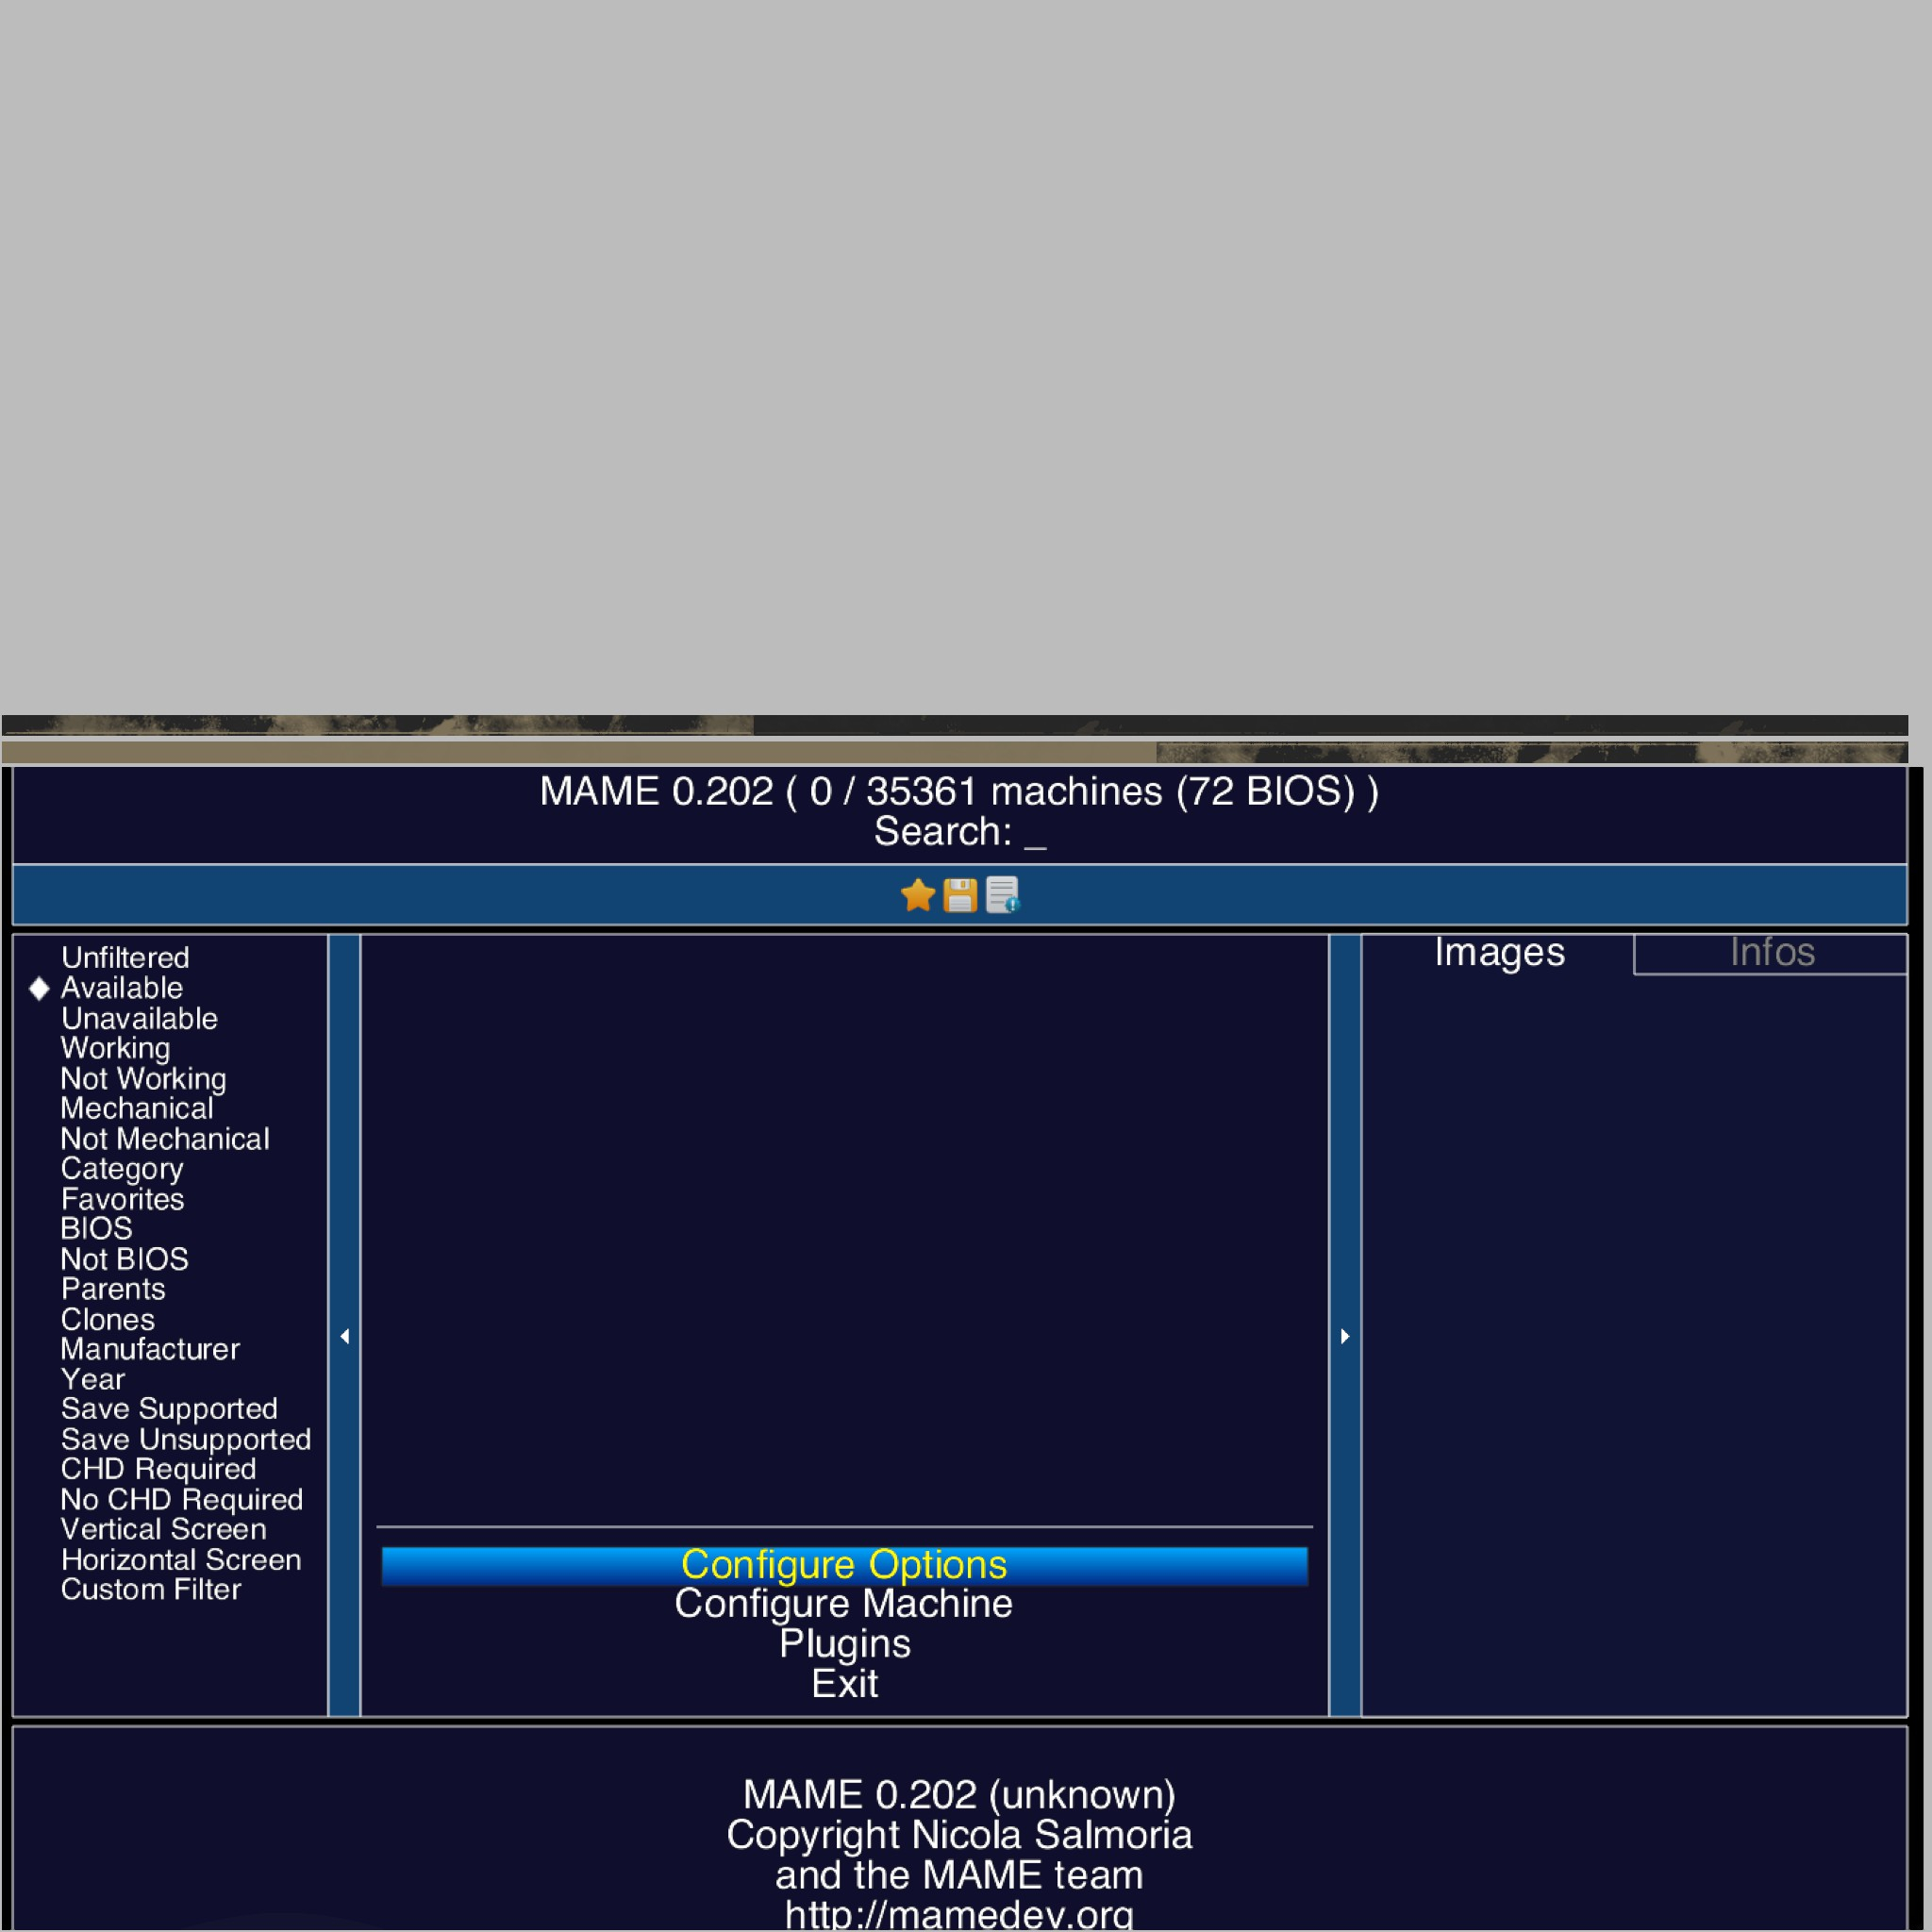 MAME 0.202 ( 0 / 35361 machines (72 BIOS) )
Search: _
Unfiltered
Available
Unavailable
Working
Not Working
Mechanical
Not Mechanical
Category
Favorites
BIOS
Not BIOS
Parents
Clones
Manufacturer
Year
Save Supported
Save Unsupported
CHD Required
No CHD Required
Vertical Screen
Horizontal Screen
Custom Filter
Configure Options
Configure Machine
Plugins
Exit
Images
Infos
MAME 0.202 (unknown)
Copyright Nicola Salmoria
and the MAME team
http://mamedev.org